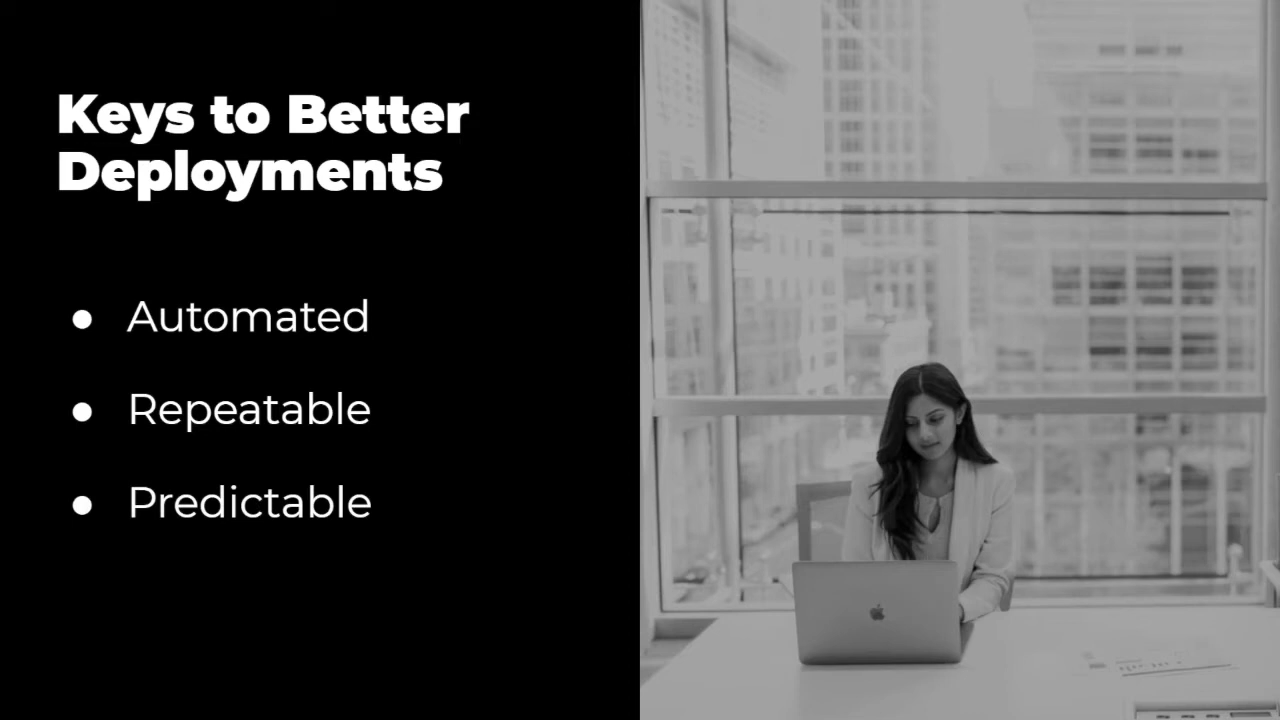 Keys to Better
Deployments
● Automated
● Repeatable
● Predictable